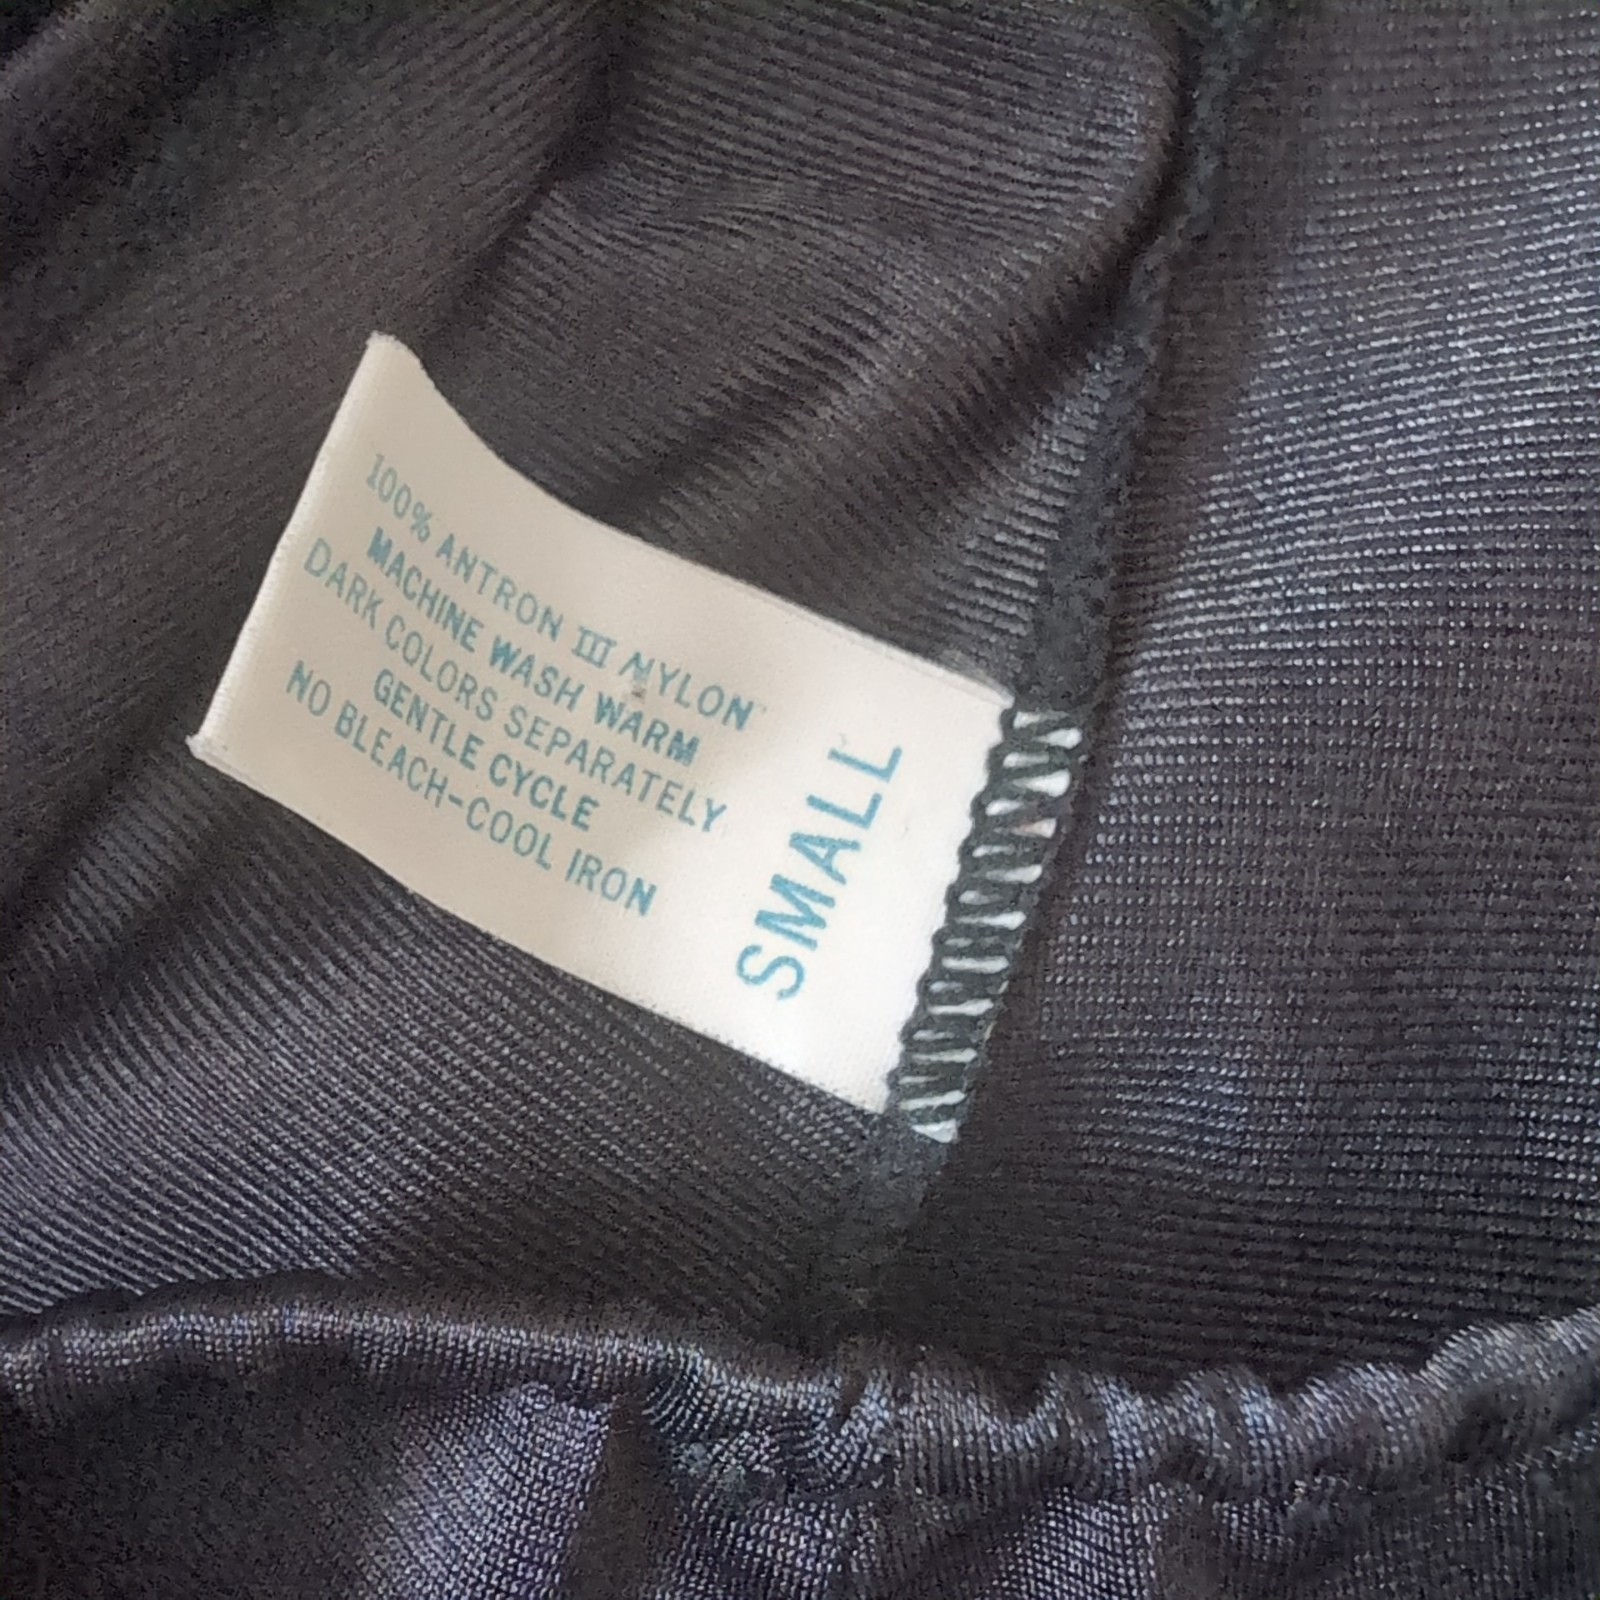 100% ANTRON III NYLON
MACHINE WASH WARM
DARK COLORS SEPARATELY
GENTLE CYCLE
NO BLEACH-COOL IRON
SMALL